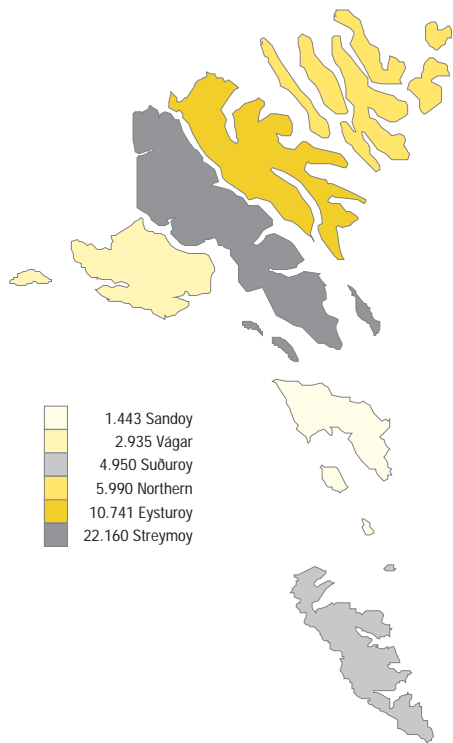 1.443 Sandoy
2.935 Vágar
4.950 Suðuroy
5.990 Northern
10.741 Eysturoy
22.160 Streymoy